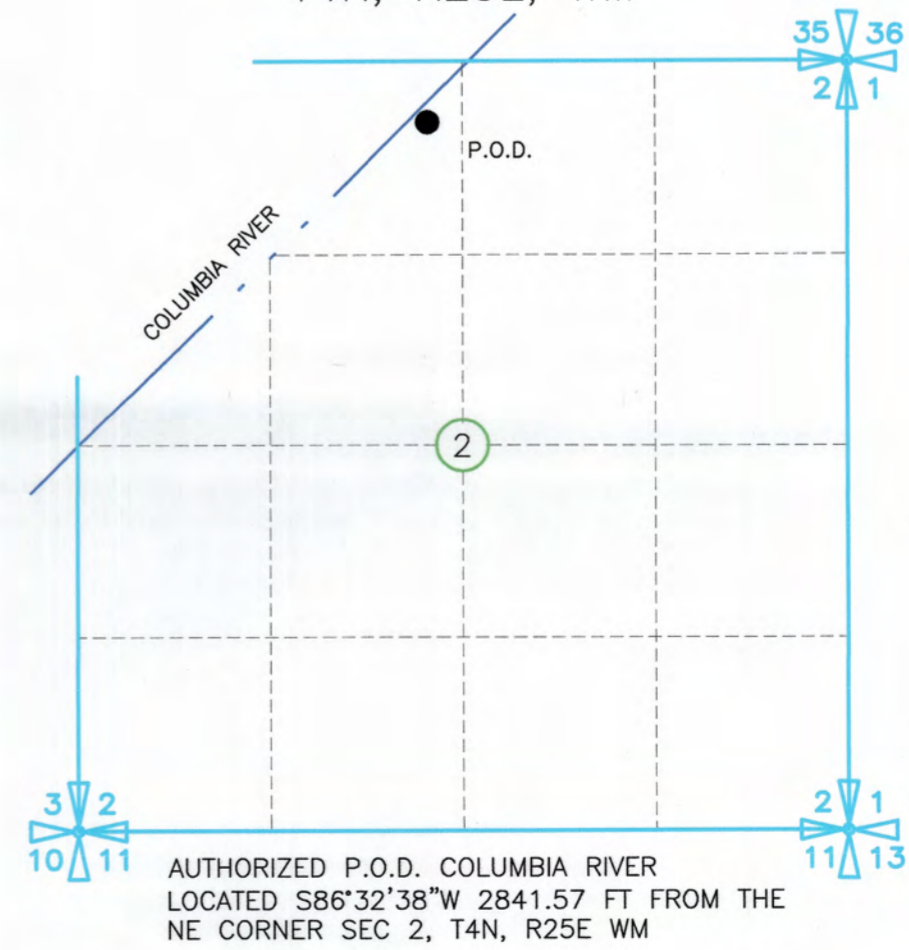 35 36
2 1
P.O.D.
COLUMBIA RIVER
2
3 2
10 11
2 1
11 13
AUTHORIZED P.O.D. COLUMBIA RIVER
LOCATED S86°32'38"W 2841.57 FT FROM THE
NE CORNER SEC 2, T4N, R25E WM